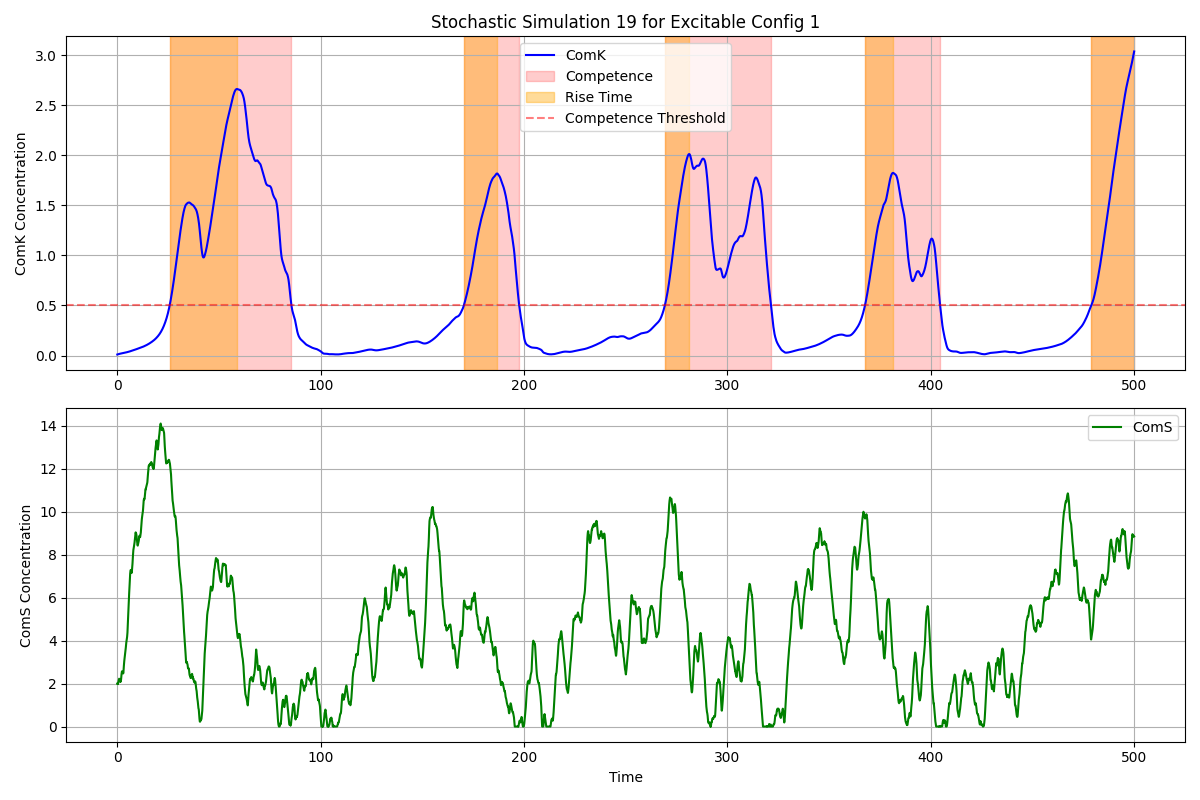 Stochastic Simulation 19 for Excitable Config 1
ComK Concentration
3.0
2.5
2.0
1.5
1.0
0.5
0.0
ComK
Competence
Rise Time
Competence Threshold
0 100 200 300 400 500
ComS Concentration
14
12
10
8
6
4
2
0
ComS
0 100 200 300 400 500
Time